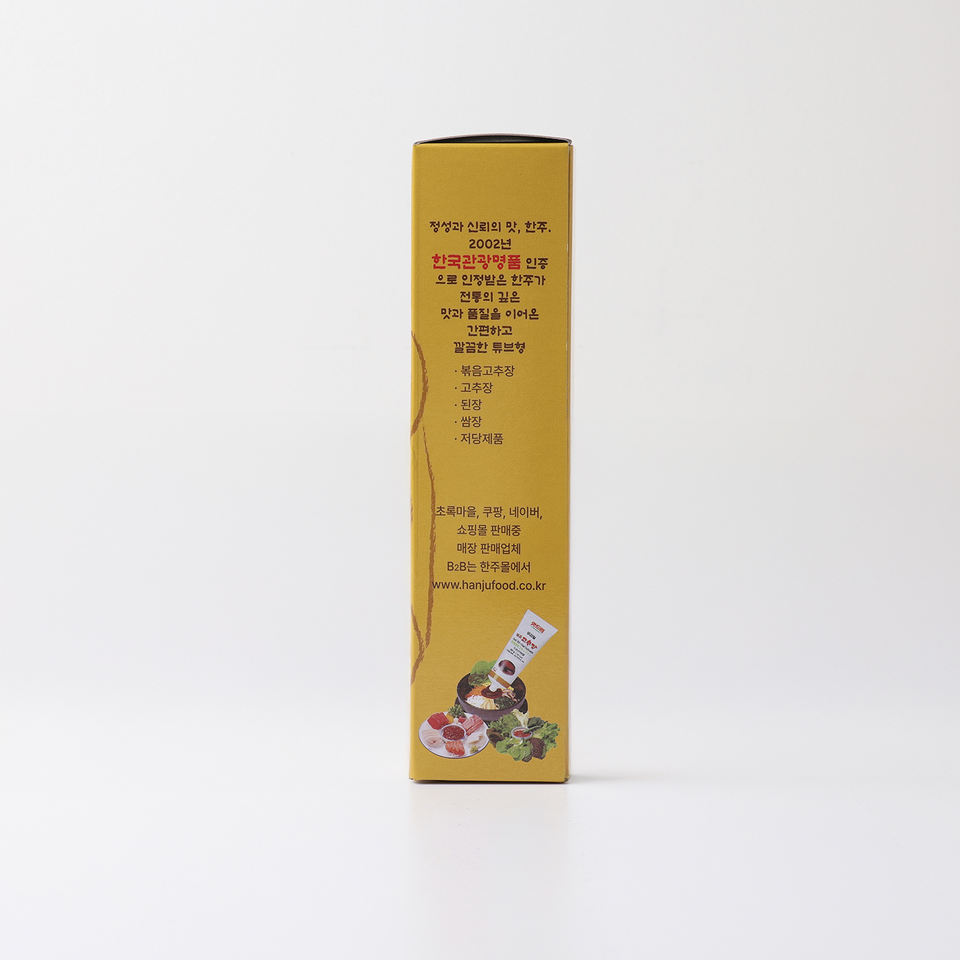 정성과 신뢰의 맛, 한주.
2002년
한국관광명품 인증
으로 인정받은 한주가
전통의 깊은
맛과 품질을 이어온
간편하고
깔끔한 튜브형
· 볶음고추장
· 고추장
· 된장
· 쌈장
· 저당제품
초록마을, 쿠팡, 네이버,
쇼핑몰 판매중
매장 판매업체
B2B는 한주몰에서
www.hanjufood.co.kr
고추장